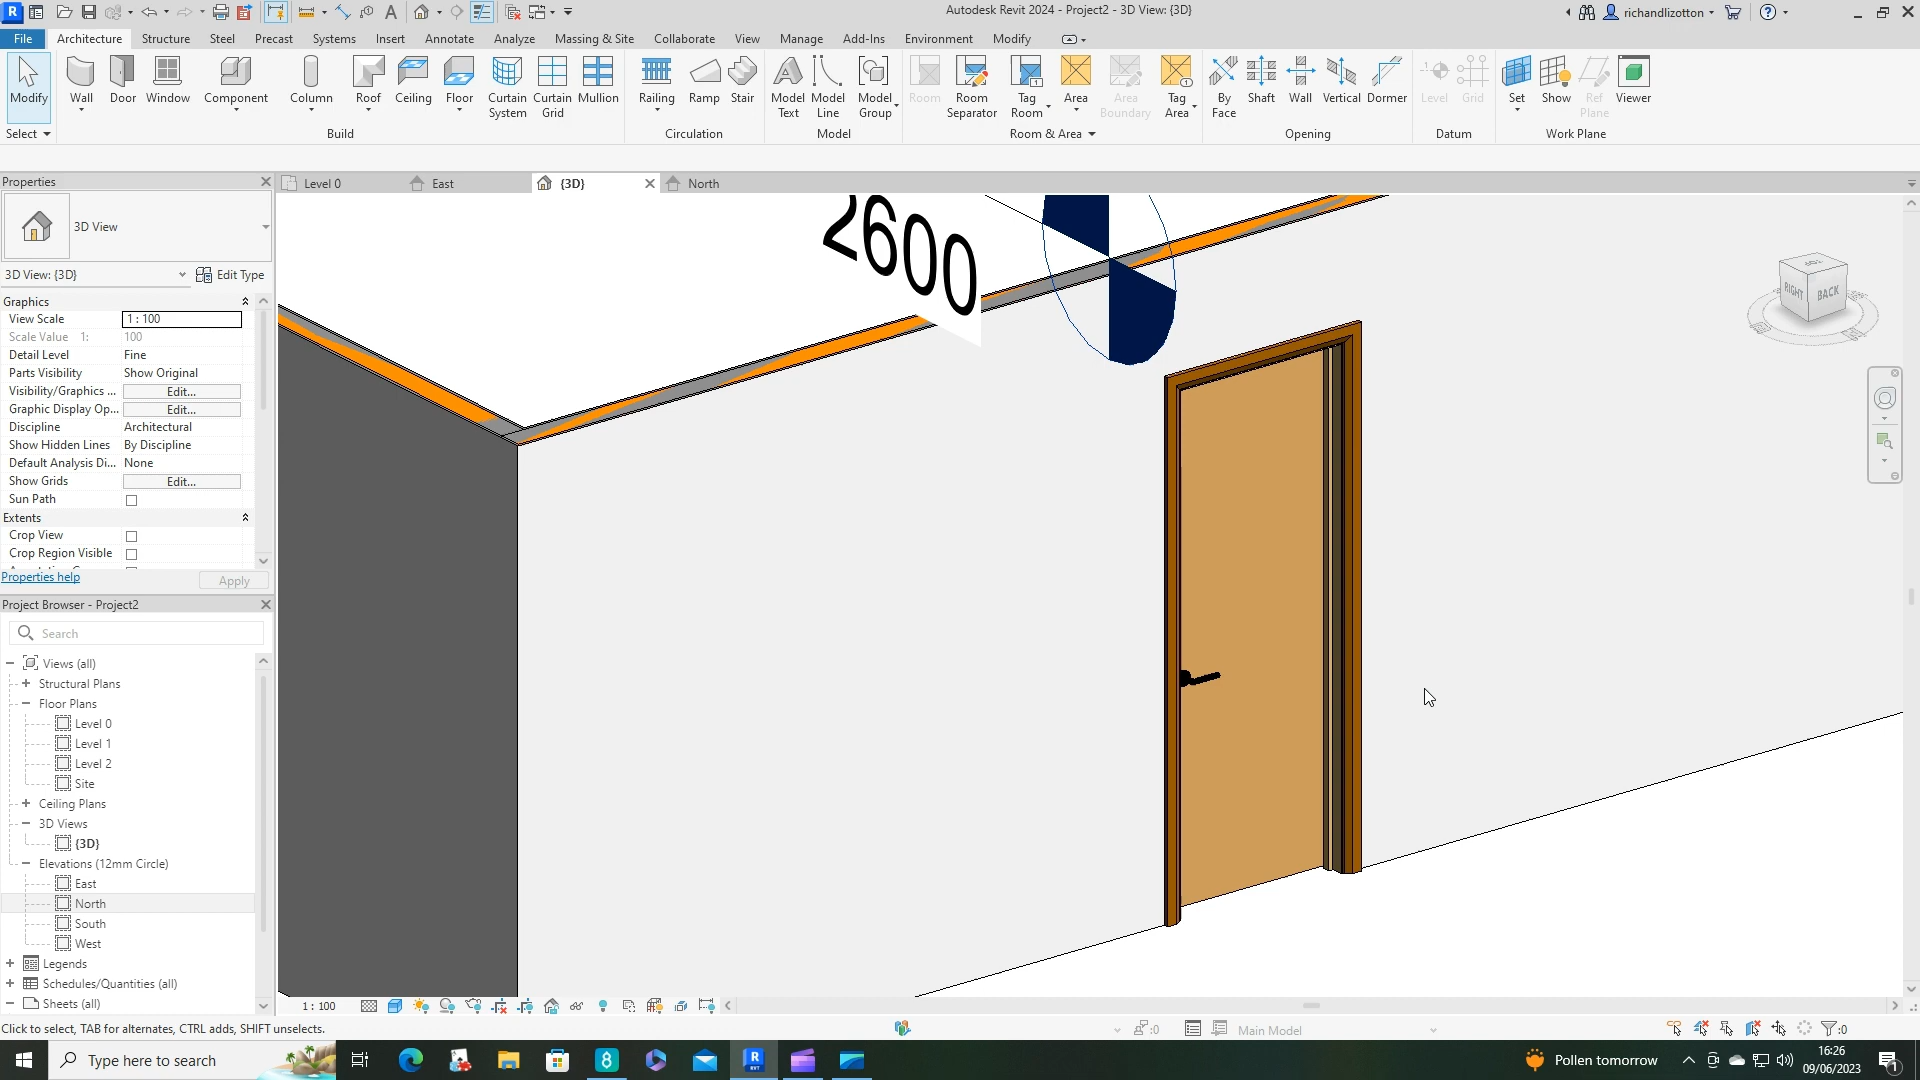 R
Autodesk Revit 2024 - Project2 - 3D View: {3D}
richandlizotton
File
Architecture
Structure
Steel
Precast
Systems
Insert
Annotate
Analyze
Massing & Site
Collaborate
View
Manage
Add-Ins
Environment
Modify
Modify
Wall
Door
Window
Component
Column
Roof
Ceiling
Floor
Curtain System
Curtain Grid
Mullion
Railing
Ramp
Stair
Model Text
Model Line
Model Group
Room
Room Separator
Tag Room
Area
Area Boundary
Tag Area
By Face
Shaft
Wall
Vertical
Dormer
Level
Grid
Set
Show
Ref Plane
Viewer
Select
Build
Circulation
Model
Room & Area
Opening
Datum
Work Plane
Properties
Level 0
East
{3D}
North
3D View
3D View: {3D}
Edit Type
Graphics
View Scale 1 : 100
Scale Value 1: 100
Detail Level Fine
Parts Visibility Show Original
Visibility/Graphics ... Edit...
Graphic Display Op... Edit...
Discipline Architectural
Show Hidden Lines By Discipline
Default Analysis Di... None
Show Grids Edit...
Sun Path
Extents
Crop View
Crop Region Visible
Properties help
Apply
2600
TOP
RIGHT
BACK
Project Browser - Project2
Search
Views (all)
Structural Plans
Floor Plans
Level 0
Level 1
Level 2
Site
Ceiling Plans
3D Views
{3D}
Elevations (12mm Circle)
East
North
South
West
Legends
Schedules/Quantities (all)
Sheets (all)
1 : 100
Click to select, TAB for alternates, CTRL adds, SHIFT unselects.
:0
Main Model
:0
Type here to search
Pollen tomorrow
16:26
09/06/2023
1